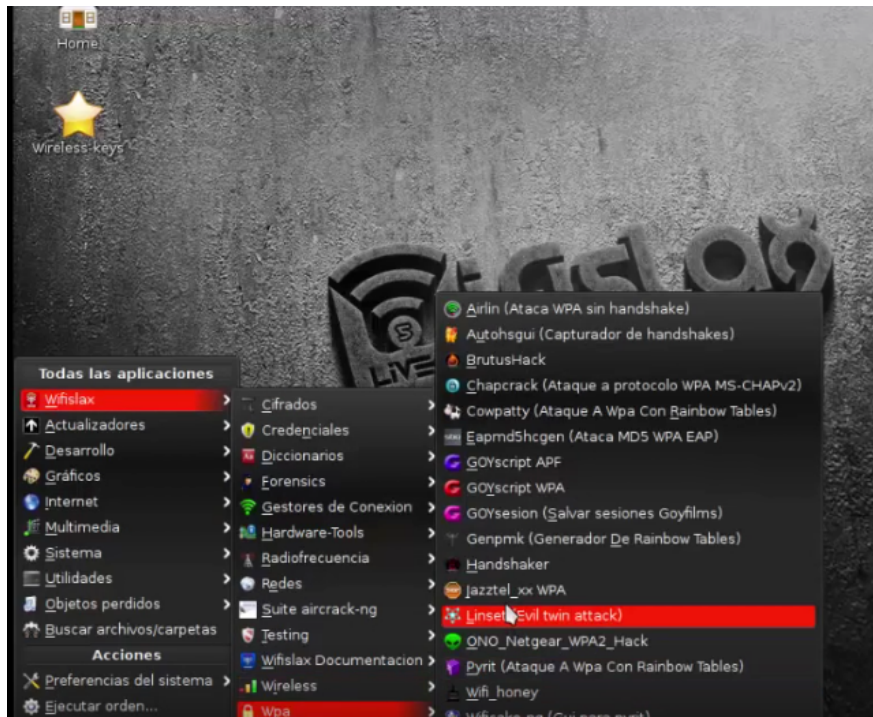 Home
Wireless-keys
LIVE
Todas las aplicaciones
Wifislax
Actualizadores
Desarrollo
Gráficos
Internet
Multimedia
Sistema
Utilidades
Objetos perdidos
Buscar archivos/carpetas
Acciones
Preferencias del sistema
Ejecutar orden...
Cifrados
Credenciales
Diccionarios
Forensics
Gestores de Conexion
Hardware-Tools
Radiofrecuencia
Redes
Suite aircrack-ng
Testing
Wifislax Documentacion
Wireless
Wpa
Airlin (Ataca WPA sin handshake)
Autohsgui (Capturador de handshakes)
BrutusHack
Chapcrack (Ataque a protocolo WPA MS-CHAPv2)
Cowpatty (Ataque A Wpa Con Rainbow Tables)
Eapmd5hcgen (Ataca MD5 WPA EAP)
GOYscript APF
GOYscript WPA
GOYsesion (Salvar sesiones Goyfilms)
Genpmk (Generador De Rainbow Tables)
Handshaker
Jazztel_xx WPA
Linset (Evil twin attack)
ONO_Netgear_WPA2_Hack
Pyrit (Ataque A Wpa Con Rainbow Tables)
Wifi_honey